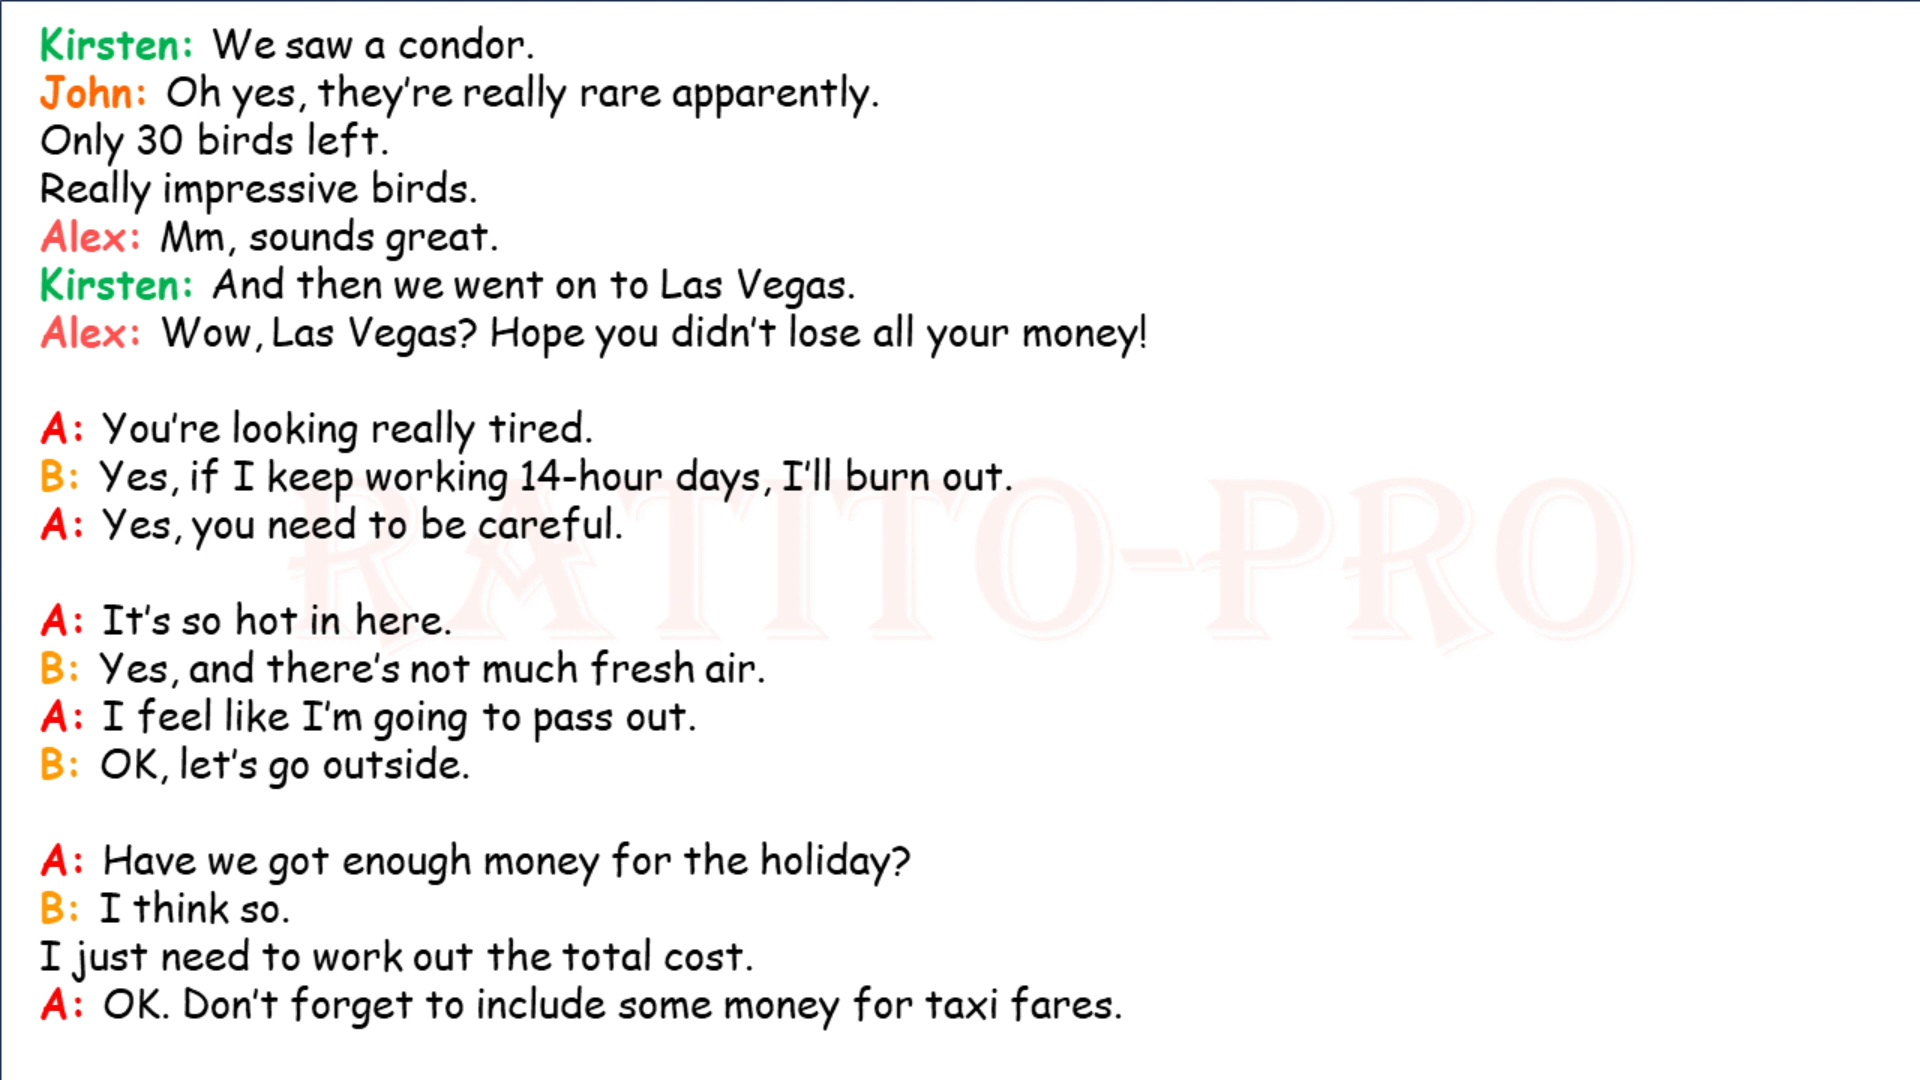 Kirsten: We saw a condor.
John: Oh yes, they're really rare apparently.
Only 30 birds left.
Really impressive birds.
Alex: Mm, sounds great.
Kirsten: And then we went on to Las Vegas.
Alex: Wow, Las Vegas? Hope you didn't lose all your money!
A: You're looking really tired.
B: Yes, if I keep working 14-hour days, I'll burn out.
A: Yes, you need to be careful.
RATITO-PRO
A: It's so hot in here.
B: Yes, and there's not much fresh air.
A: I feel like I'm going to pass out.
B: OK, let's go outside.
A: Have we got enough money for the holiday?
B: I think so.
I just need to work out the total cost.
A: OK. Don't forget to include some money for taxi fares.